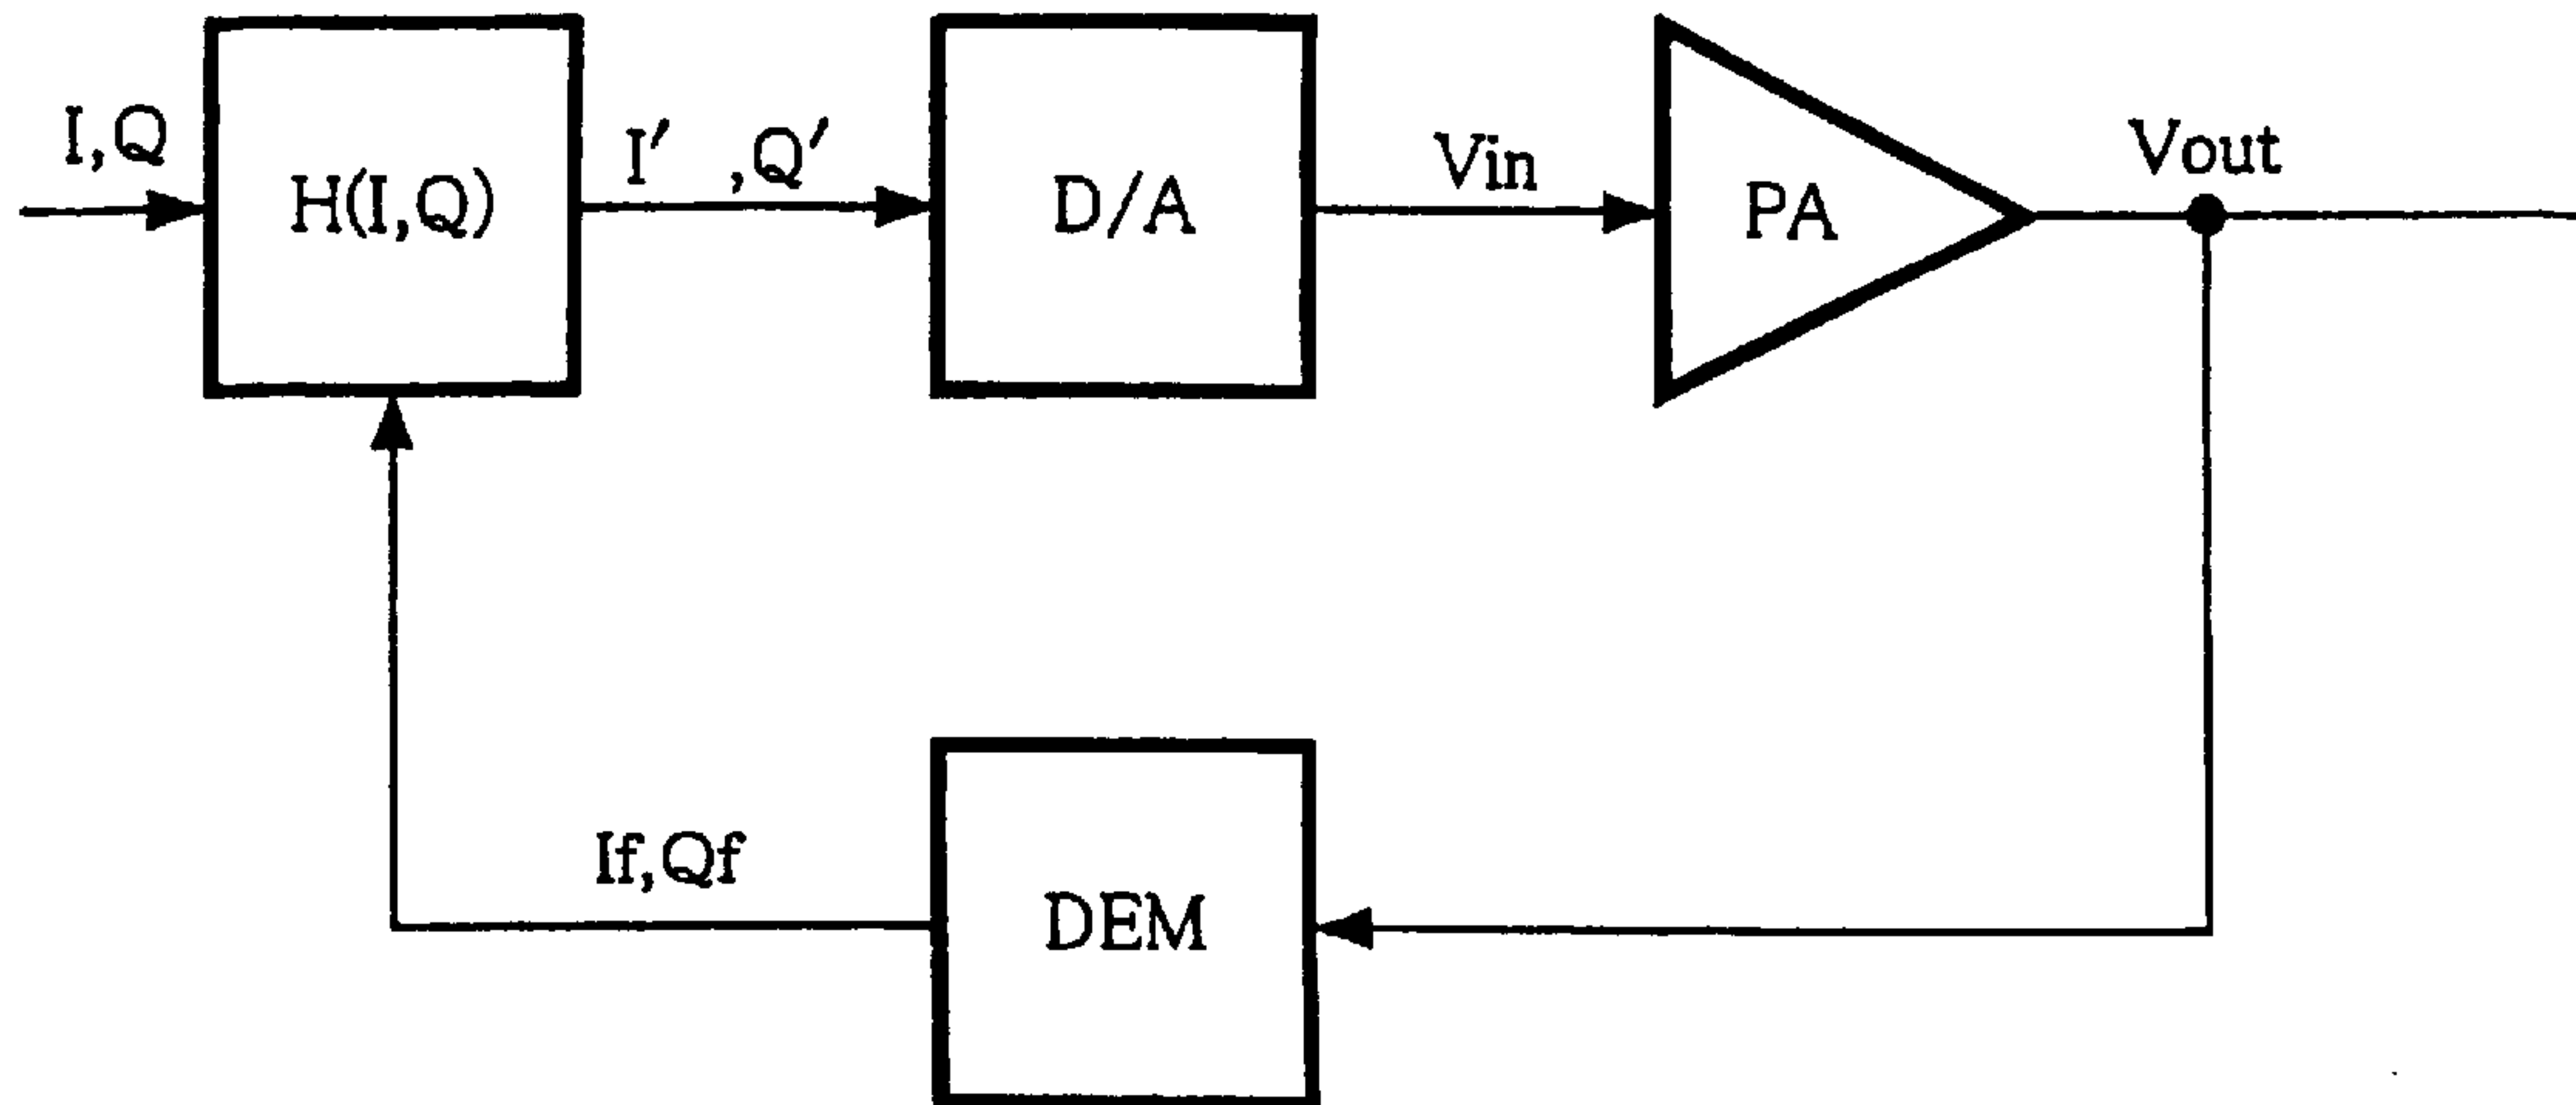 I,Q
H(I,Q)
I′ ,Q′
D/A
Vin
PA
Vout
If,Qf
DEM